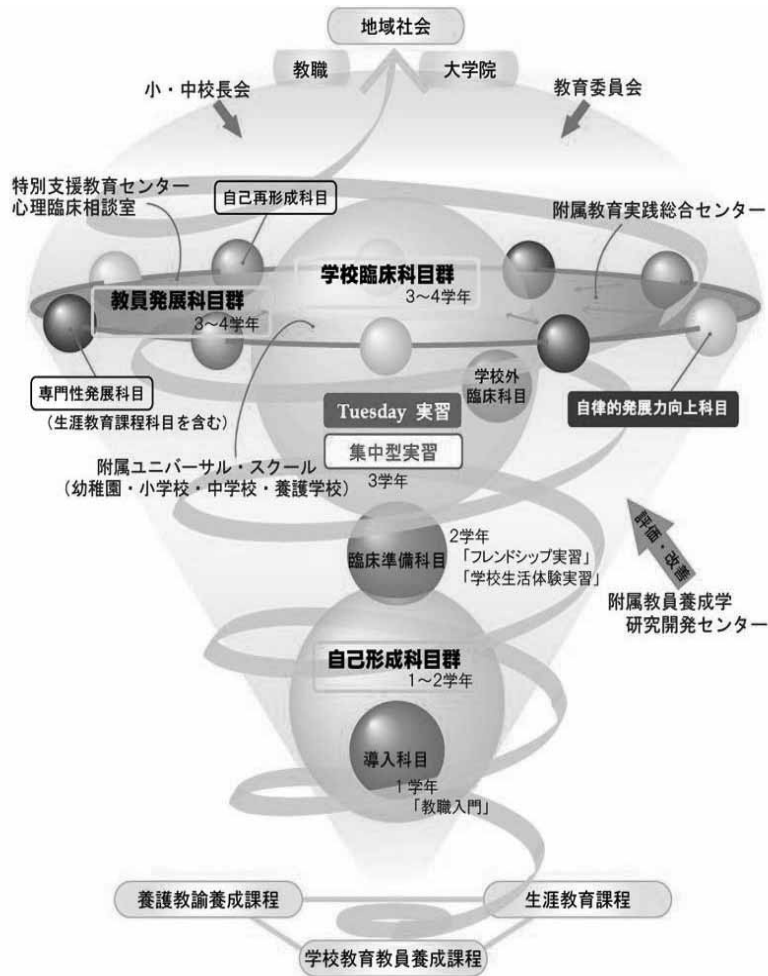 地域社会
教職
大学院
小・中校長会
教育委員会
特別支援教育センター
心理臨床相談室
自己再形成科目
附属教育実践総合センター
学校臨床科目群
3~4学年
教員発展科目群
3~4学年
学校外
臨床科目
専門性発展科目
(生涯教育課程科目を含む)
Tuesday 実習
自律的発展力向上科目
集中型実習
3学年
附属ユニバーサル・スクール
(幼稚園・小学校・中学校・養護学校)
評価・改善
臨床準備科目
2学年
「フレンドシップ実習」
「学校生活体験実習」
附属教員養成学
研究開発センター
自己形成科目群
1~2学年
導入科目
1学年
「教職入門」
養護教諭養成課程
生涯教育課程
学校教育教員養成課程